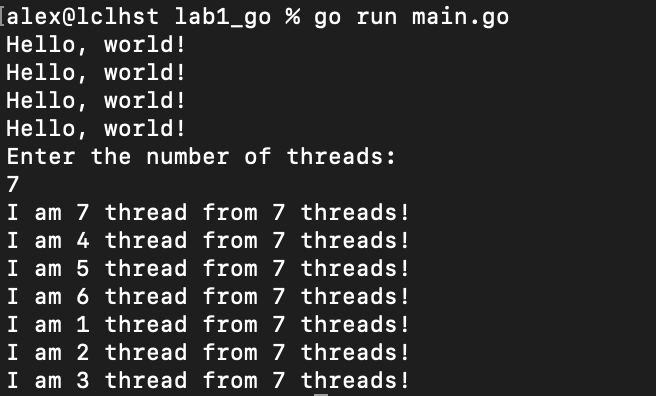 alex@lclhst lab1_go % go run main.go
Hello, world!
Hello, world!
Hello, world!
Hello, world!
Enter the number of threads:
7
I am 7 thread from 7 threads!
I am 4 thread from 7 threads!
I am 5 thread from 7 threads!
I am 6 thread from 7 threads!
I am 1 thread from 7 threads!
I am 2 thread from 7 threads!
I am 3 thread from 7 threads!